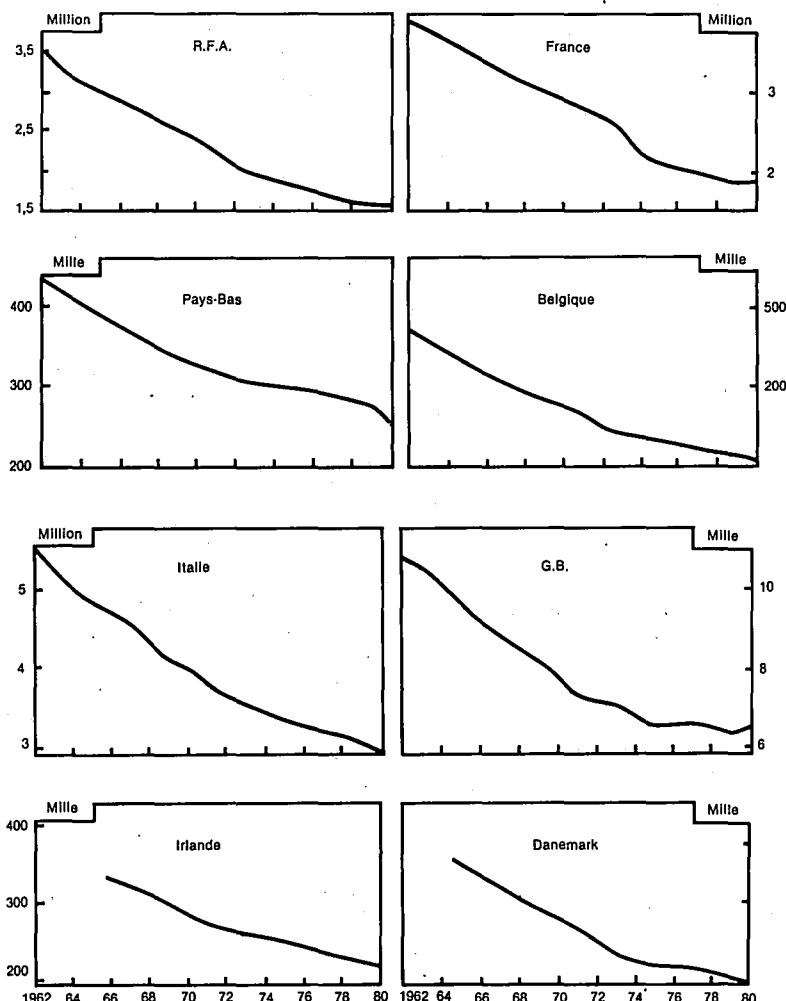 Million
R.F.A.
3,5
2,5
1,5
Million
France
3
2
Mille
Pays-Bas
400
300
200
Mille
Belgique
500
200
Million
Italie
5
4
3
Mille
G.B.
10
8
6
Mille
Irlande
400
300
200
1962 64 66 68 70 72 74 76 78 80
Mille
Danemark
1962 64 66 68 70 72 74 76 78 80